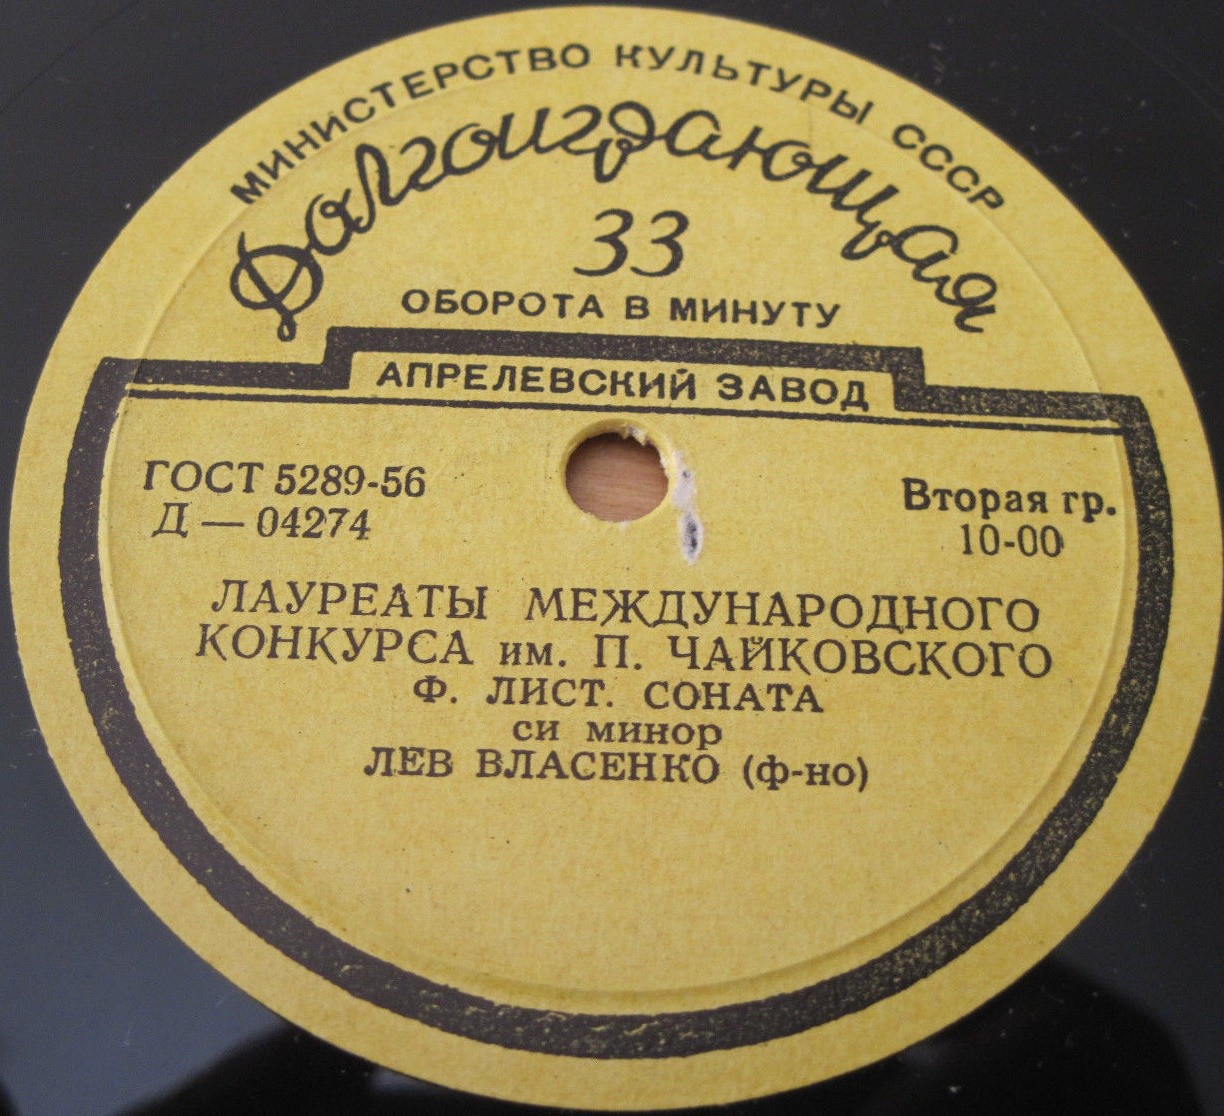 МИНИСТЕРСТВО КУЛЬТУРЫ СССР
Долгоиграющая
33
ОБОРОТА В МИНУТУ
АПРЕЛЕВСКИЙ ЗАВОД
ГОСТ 5289-56
Д — 04274
Вторая гр.
10-00
ЛАУРЕАТЫ МЕЖДУНАРОДНОГО
КОНКУРСА им. П. ЧАЙКОВСКОГО
Ф. ЛИСТ. СОНАТА
си минор
ЛЕВ ВЛАСЕНКО (ф-но)